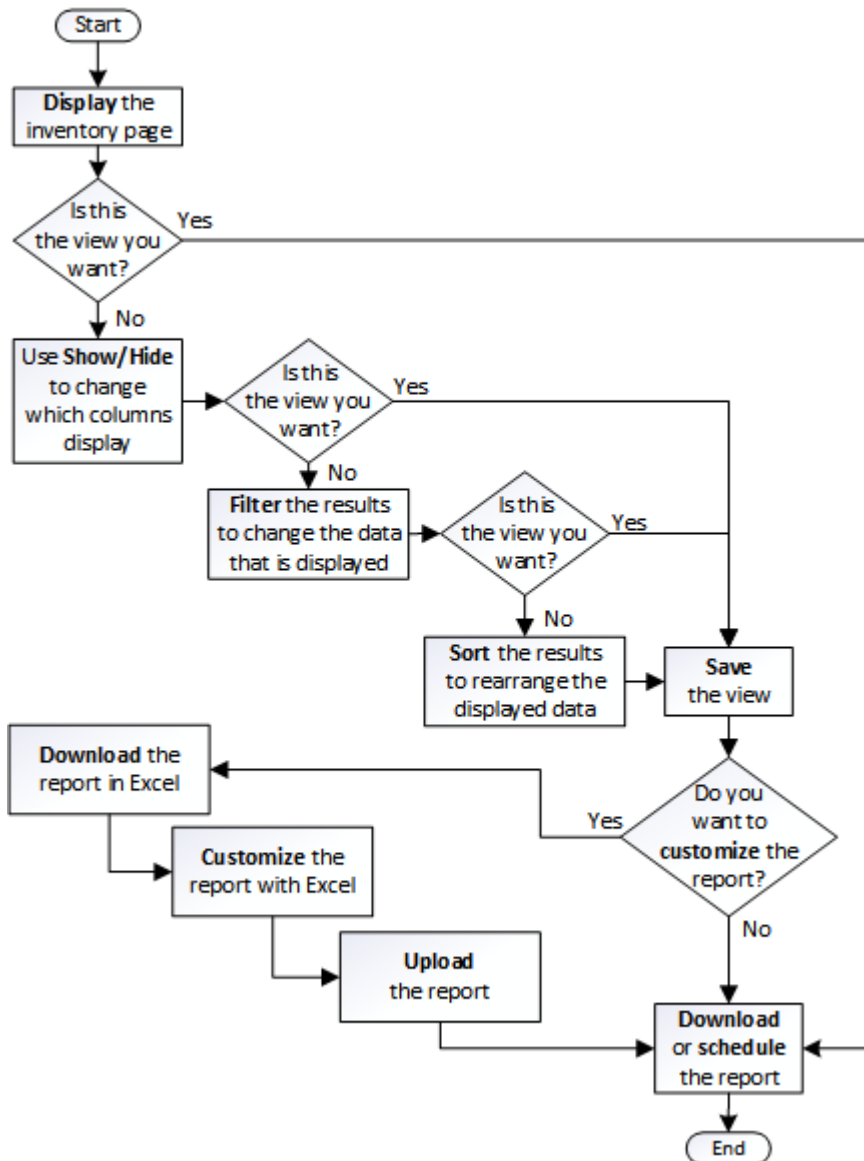 Start
Display the
inventory page
Is this
the view you
want?
Yes
No
Use Show/Hide
to change
which columns
display
Is this
the view you
want?
Yes
No
Filter the results
to change the data
that is displayed
Is this
the view you
want?
Yes
No
Sort the results
to rearrange the
displayed data
Save
the view
Do you
want to
customize the
report?
Yes
No
Download the
report in Excel
Customize the
report with Excel
Upload
the report
Download
or schedule
the report
End